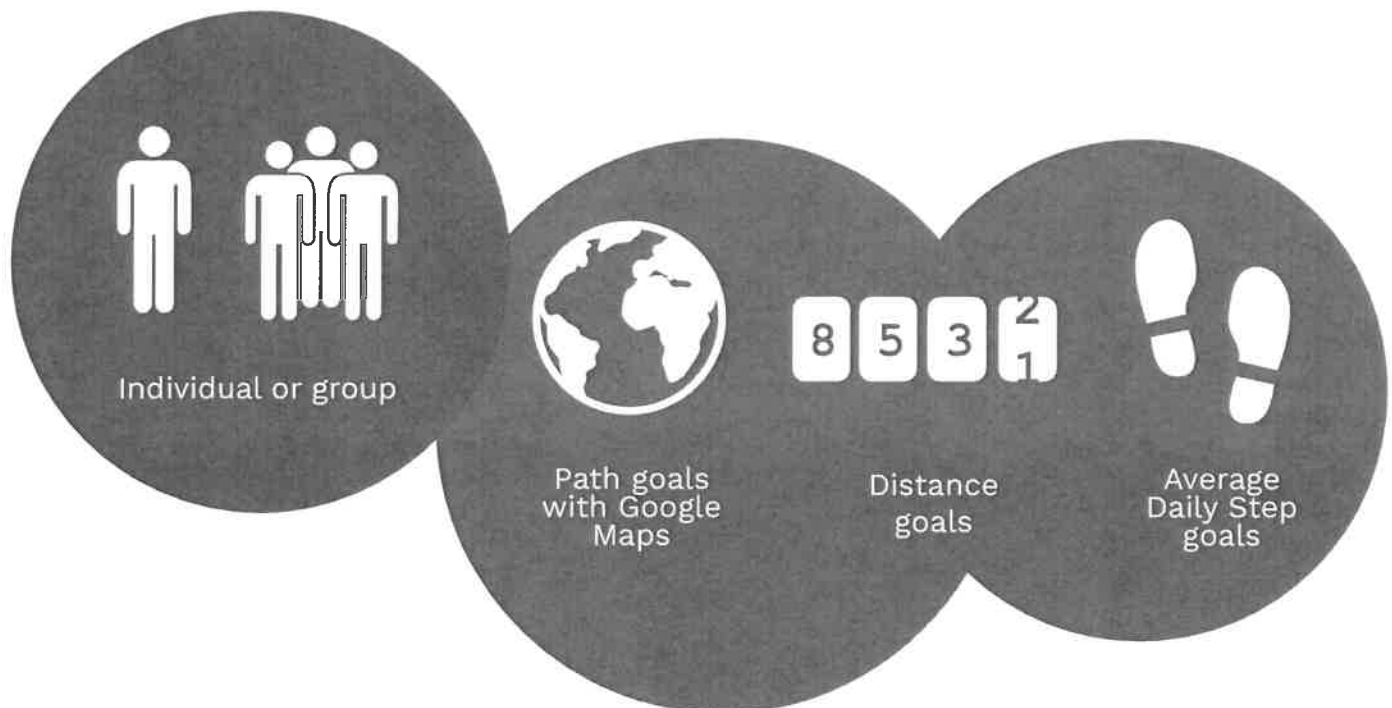 Individual or group
8 5 3 2
1
Path goals
with Google
Maps
Distance
goals
Average
Daily Step
goals